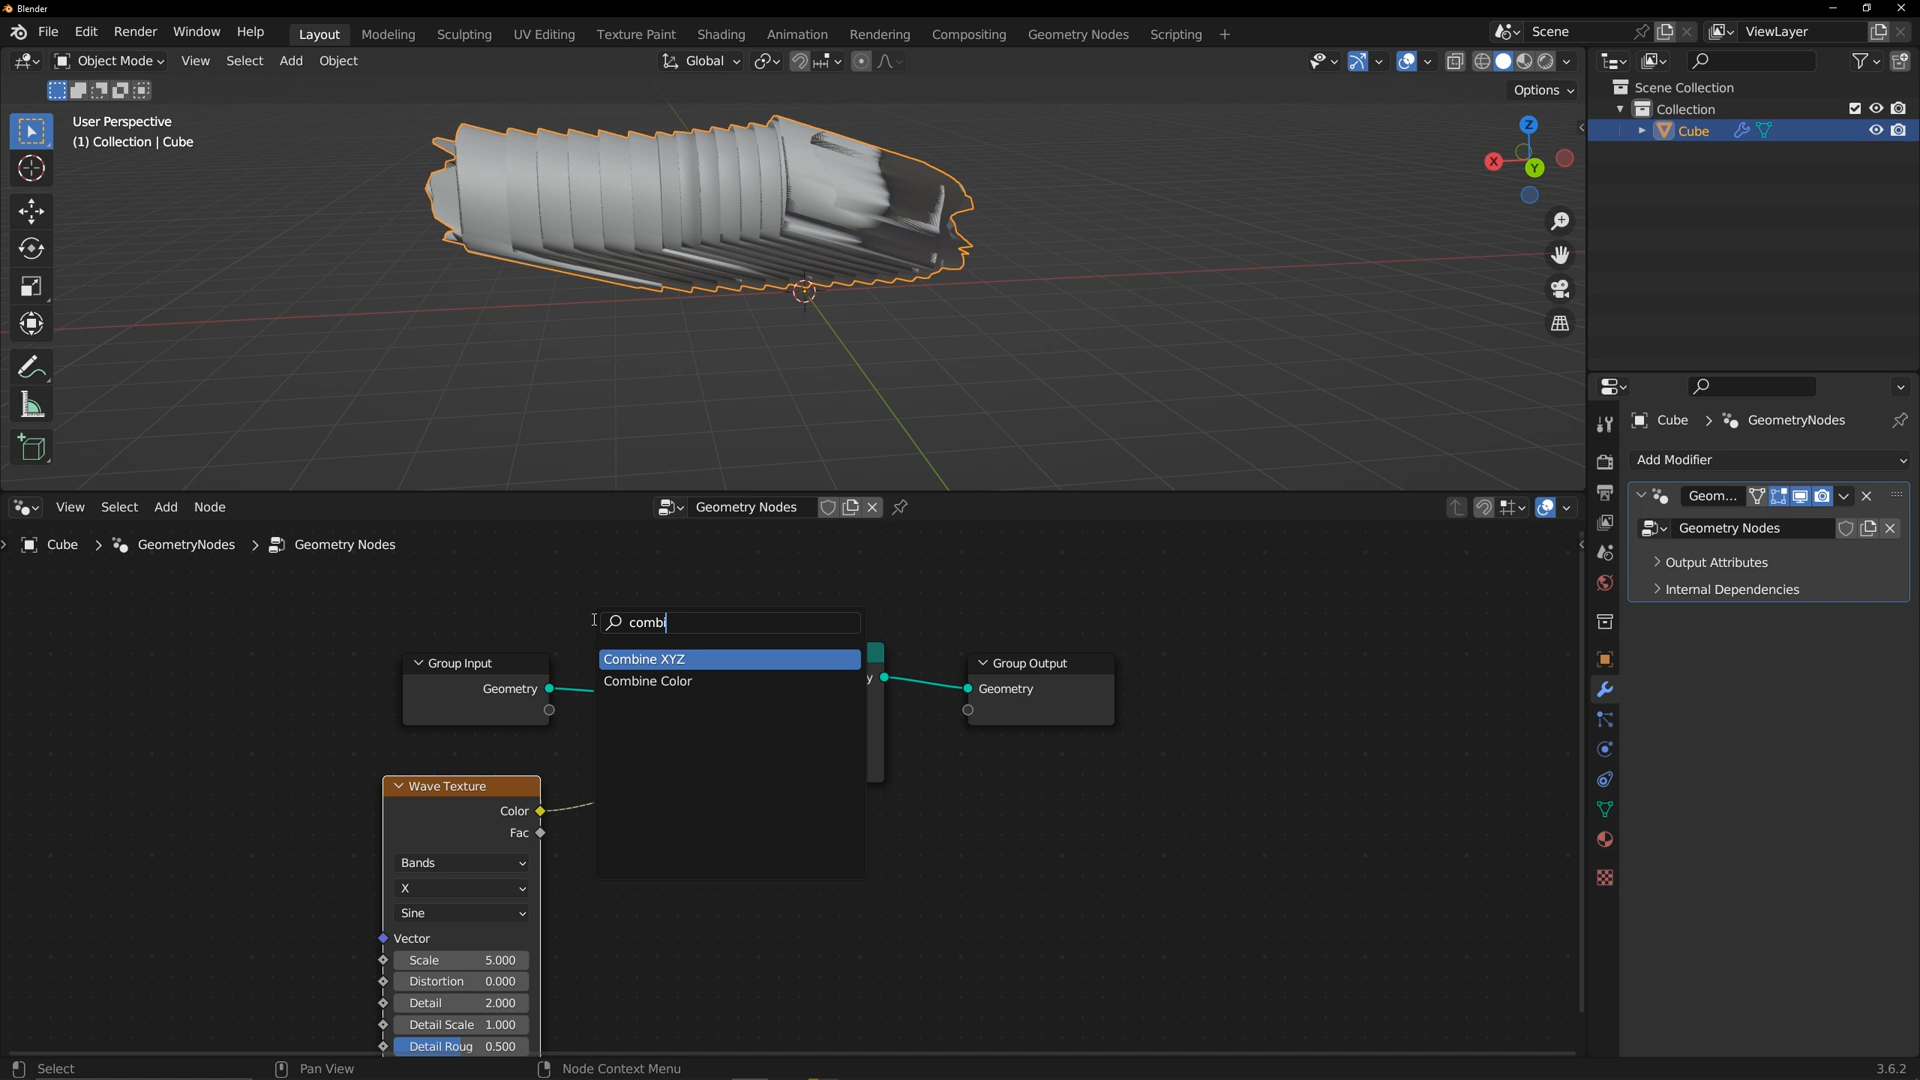 Blender
File Edit Render Window Help Layout Modeling Sculpting UV Editing Texture Paint Shading Animation Rendering Compositing Geometry Nodes Scripting + Scene ViewLayer
Object Mode View Select Add Object Global
Options
User Perspective
(1) Collection | Cube
Z
X
Y
Scene Collection
Collection
Cube
Cube > GeometryNodes
Add Modifier
Geom...
Geometry Nodes
Output Attributes
Internal Dependencies
View Select Add Node Geometry Nodes
Cube > GeometryNodes > Geometry Nodes
combi
Combine XYZ
Combine Color
Group Input
Geometry
y
Group Output
Geometry
Wave Texture
Color
Fac
Bands
X
Sine
Vector
Scale 5.000
Distortion 0.000
Detail 2.000
Detail Scale 1.000
Detail Roug 0.500
Select Pan View Node Context Menu 3.6.2